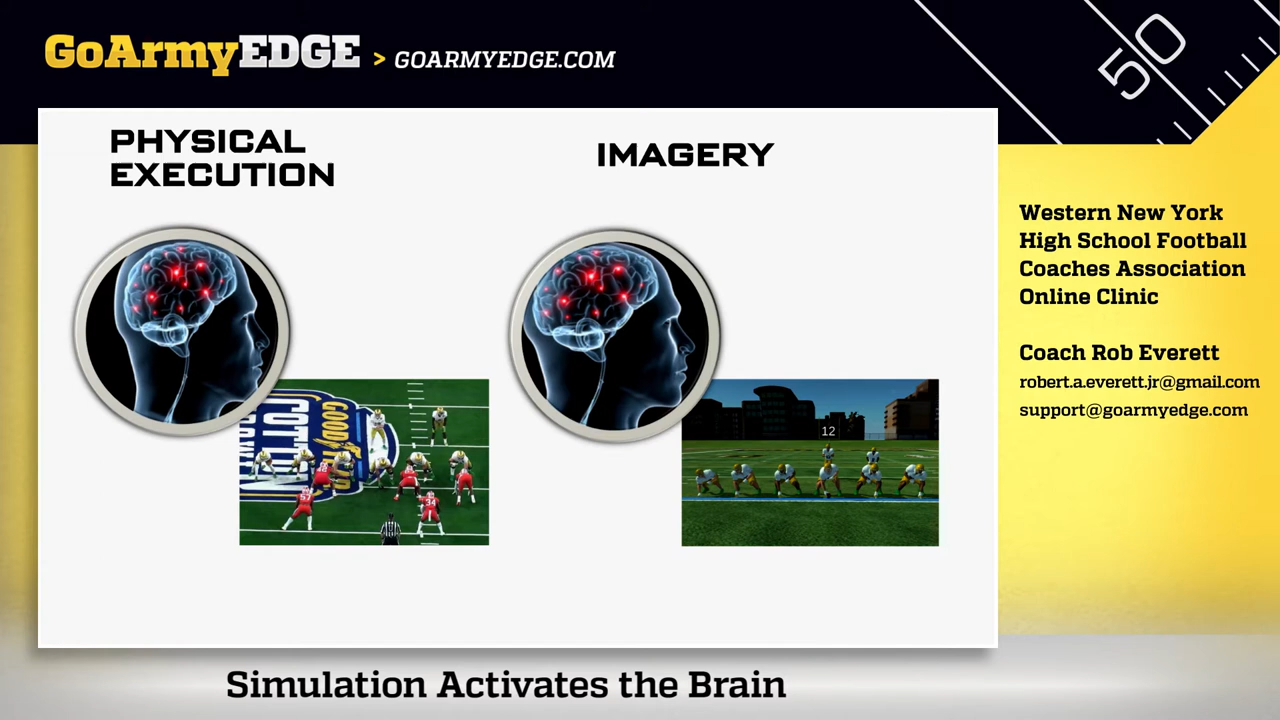 GoArmyEDGE > GOARMYEDGE.COM
50
PHYSICAL
EXECUTION
IMAGERY
12
Western New York
High School Football
Coaches Association
Online Clinic
Coach Rob Everett
robert.a.everett.jr@gmail.com
support@goarmyedge.com
Simulation Activates the Brain